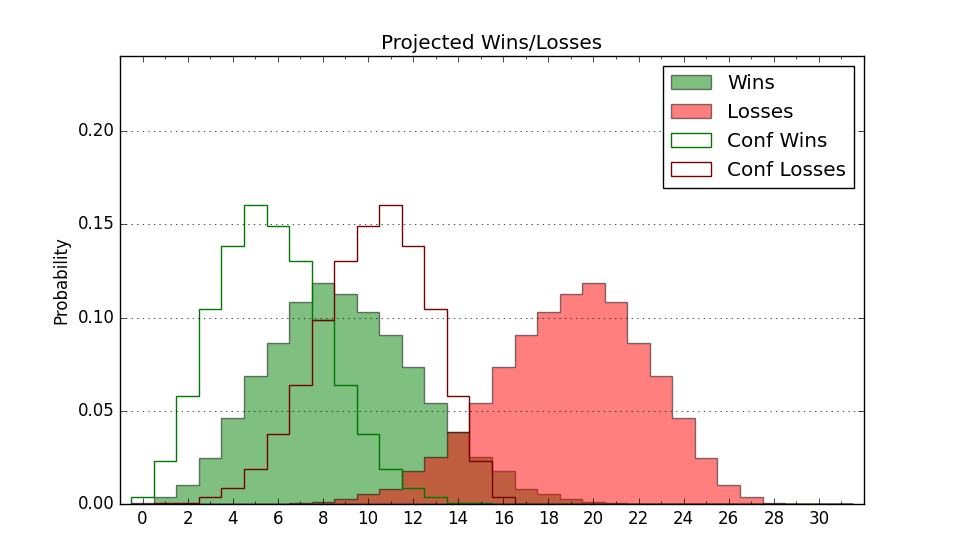 Projected Wins/Losses
Wins
Losses
Conf Wins
Conf Losses
Probability
0.20
0.15
0.10
0.05
0.00
0 2 4 6 8 10 12 14 16 18 20 22 24 26 28 30